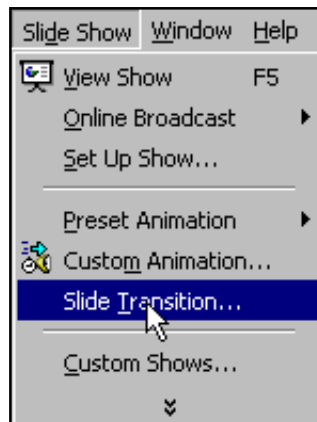 Slide Show Window Help
View Show F5
Online Broadcast
Set Up Show...
Preset Animation
Custom Animation...
Slide Transition...
Custom Shows...